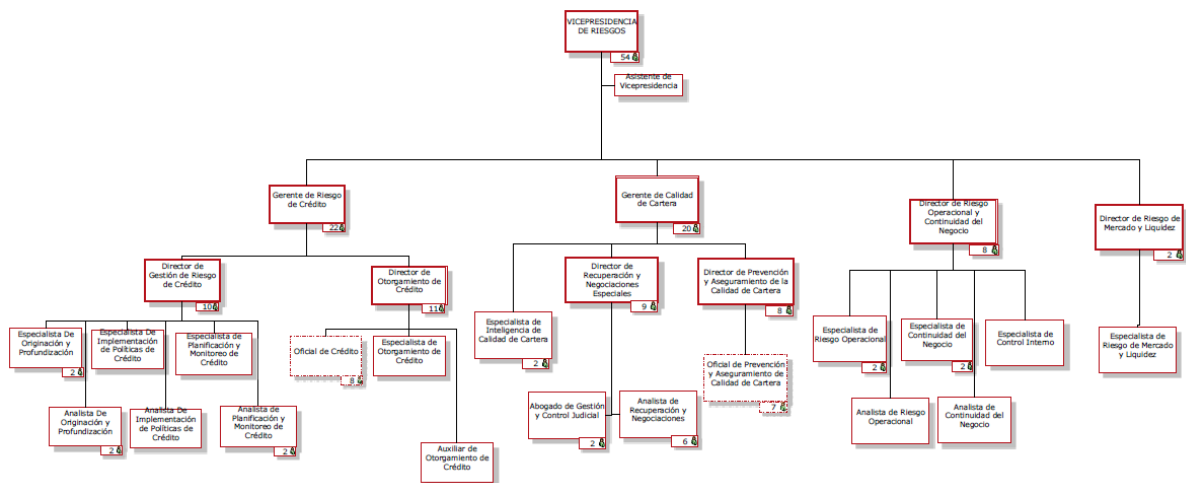 VICEPRESIDENCIA
DE RIESGOS
54
Asistente de
Vicepresidencia
Gerente de Riesgo
de Crédito
22
Gerente de Calidad
de Cartera
20
Director de Riesgo
Operacional y
Continuidad del
Negocio
8
Director de Riesgo de
Mercado y Liquidez
2
Director de
Gestión de Riesgo
de Crédito
10
Director de
Otorgamiento de
Crédito
11
Director de
Recuperación y
Negociaciones
Especiales
9
Director de Prevención
y Aseguramiento de la
Calidad de Cartera
8
Especialista De
Originación y
Profundización
2
Especialista De
Implementación
de Políticas de
Crédito
Especialista de
Planificación y
Monitoreo de
Crédito
Oficial de Crédito
8
Especialista de
Otorgamiento de
Crédito
Especialista de
Inteligencia de
Calidad de Cartera
2
Oficial de Prevención
y Aseguramiento de
Calidad de Cartera
7
Especialista de
Riesgo Operacional
2
Especialista de
Continuidad del
Negocio
2
Especialista de
Control Interno
Especialista de
Riesgo de Mercado
y Liquidez
Analista De
Originación y
Profundización
2
Analista De
Implementación
de Políticas de
Crédito
Analista de
Planificación y
Monitoreo de
Crédito
2
Auxiliar de
Otorgamiento de
Crédito
Abogado de Gestión
y Control Judicial
2
Analista de
Recuperación y
Negociaciones
6
Analista de Riesgo
Operacional
Analista de
Continuidad del
Negocio